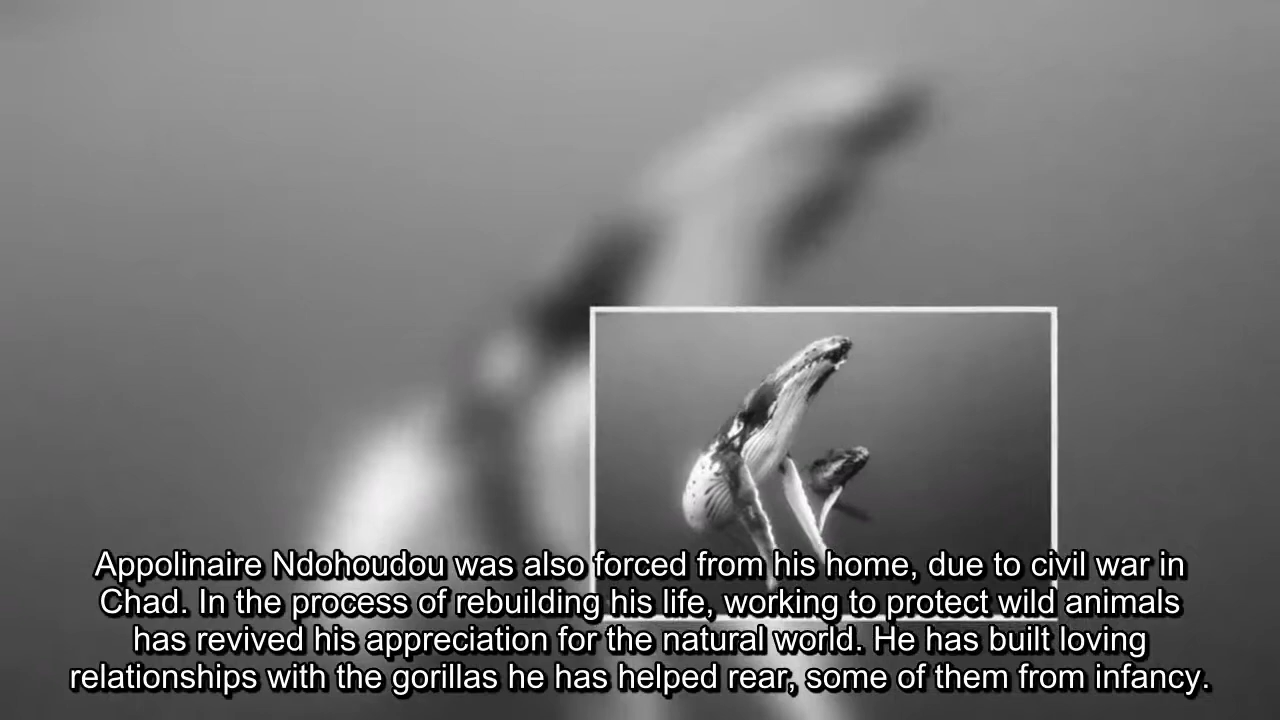 Appolinaire Ndohoudou was also forced from his home, due to civil war in
Chad. In the process of rebuilding his life, working to protect wild animals
has revived his appreciation for the natural world. He has built loving
relationships with the gorillas he has helped rear, some of them from infancy.